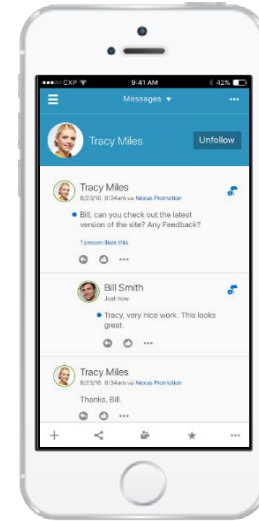 CXP 9:41 AM 42%
Messages
Tracy Miles Unfollow
Tracy Miles
8/23/16 8:34am via Nexus Promotion
Bill, can you check out the latest
version of the site? Any Feedback?
1 person likes this
Bill Smith
Just now
Tracy, very nice work. This looks
great.
Tracy Miles
8/23/16 8:34am via Nexus Promotion
Thanks, Bill.